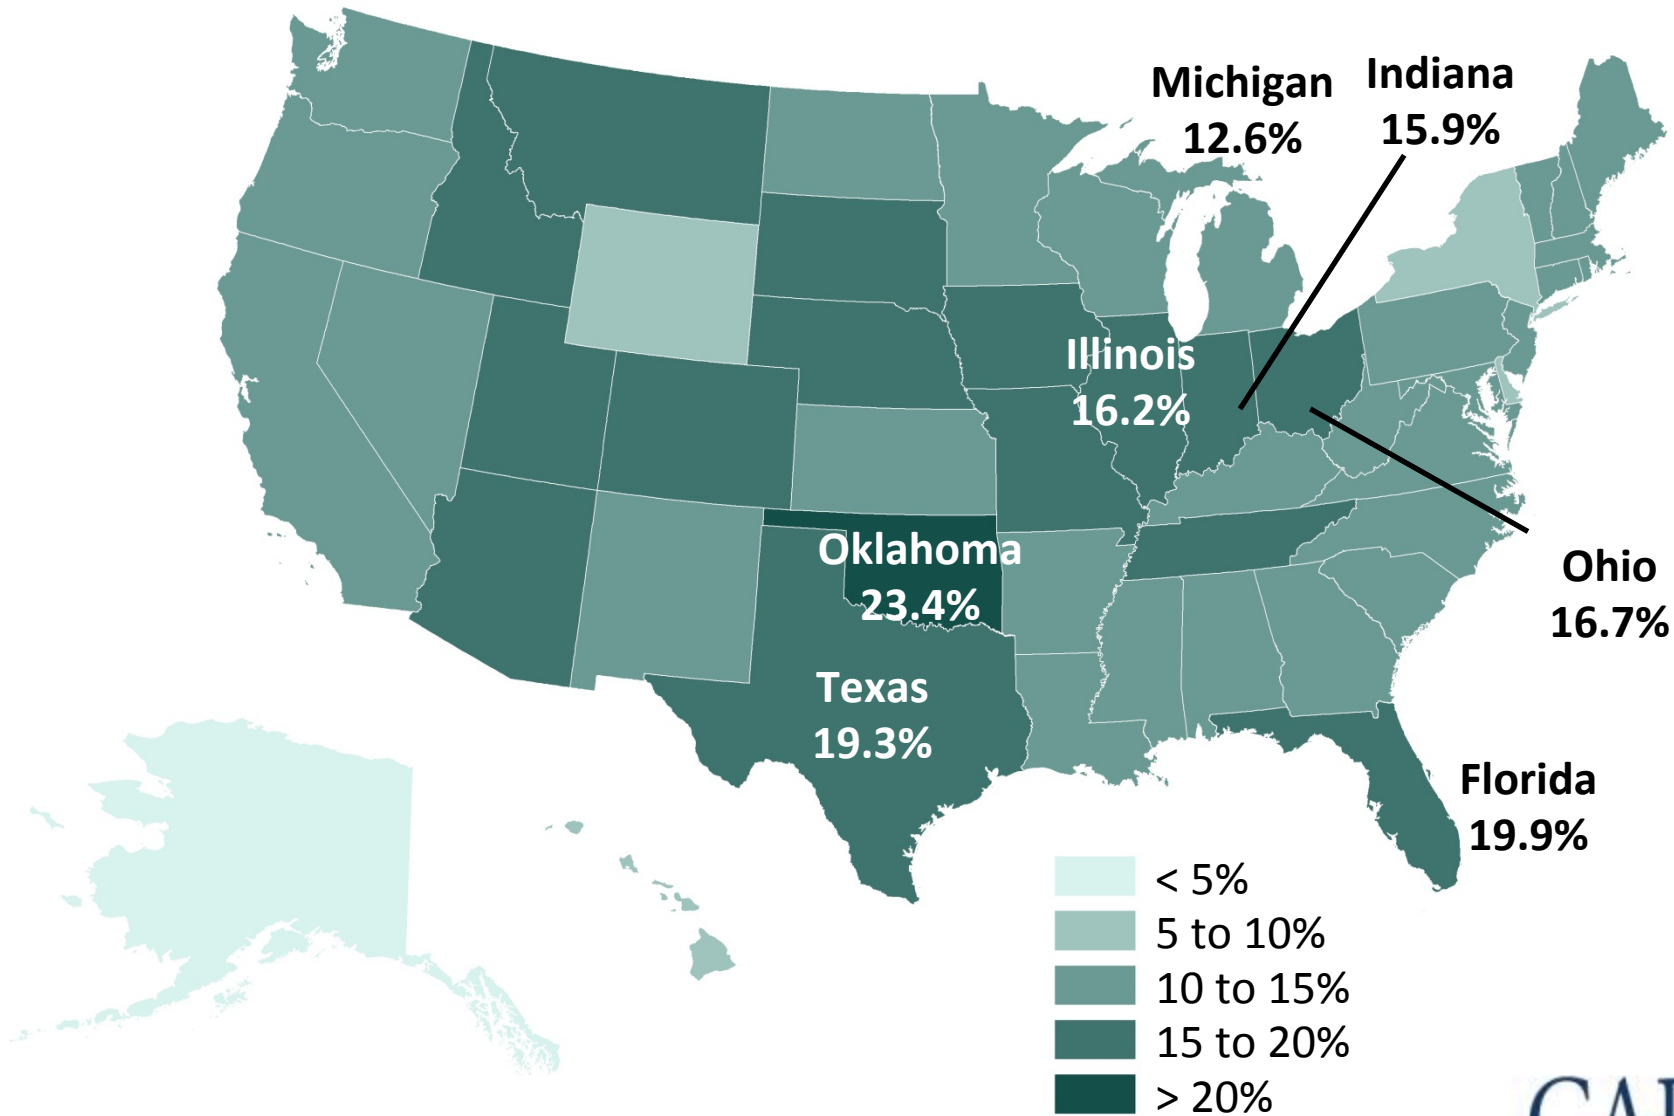 Michigan
12.6%
Indiana
15.9%
Illinois
16.2%
Oklahoma
23.4%
Ohio
16.7%
Texas
19.3%
Florida
19.9%
< 5%
5 to 10%
10 to 15%
15 to 20%
> 20%